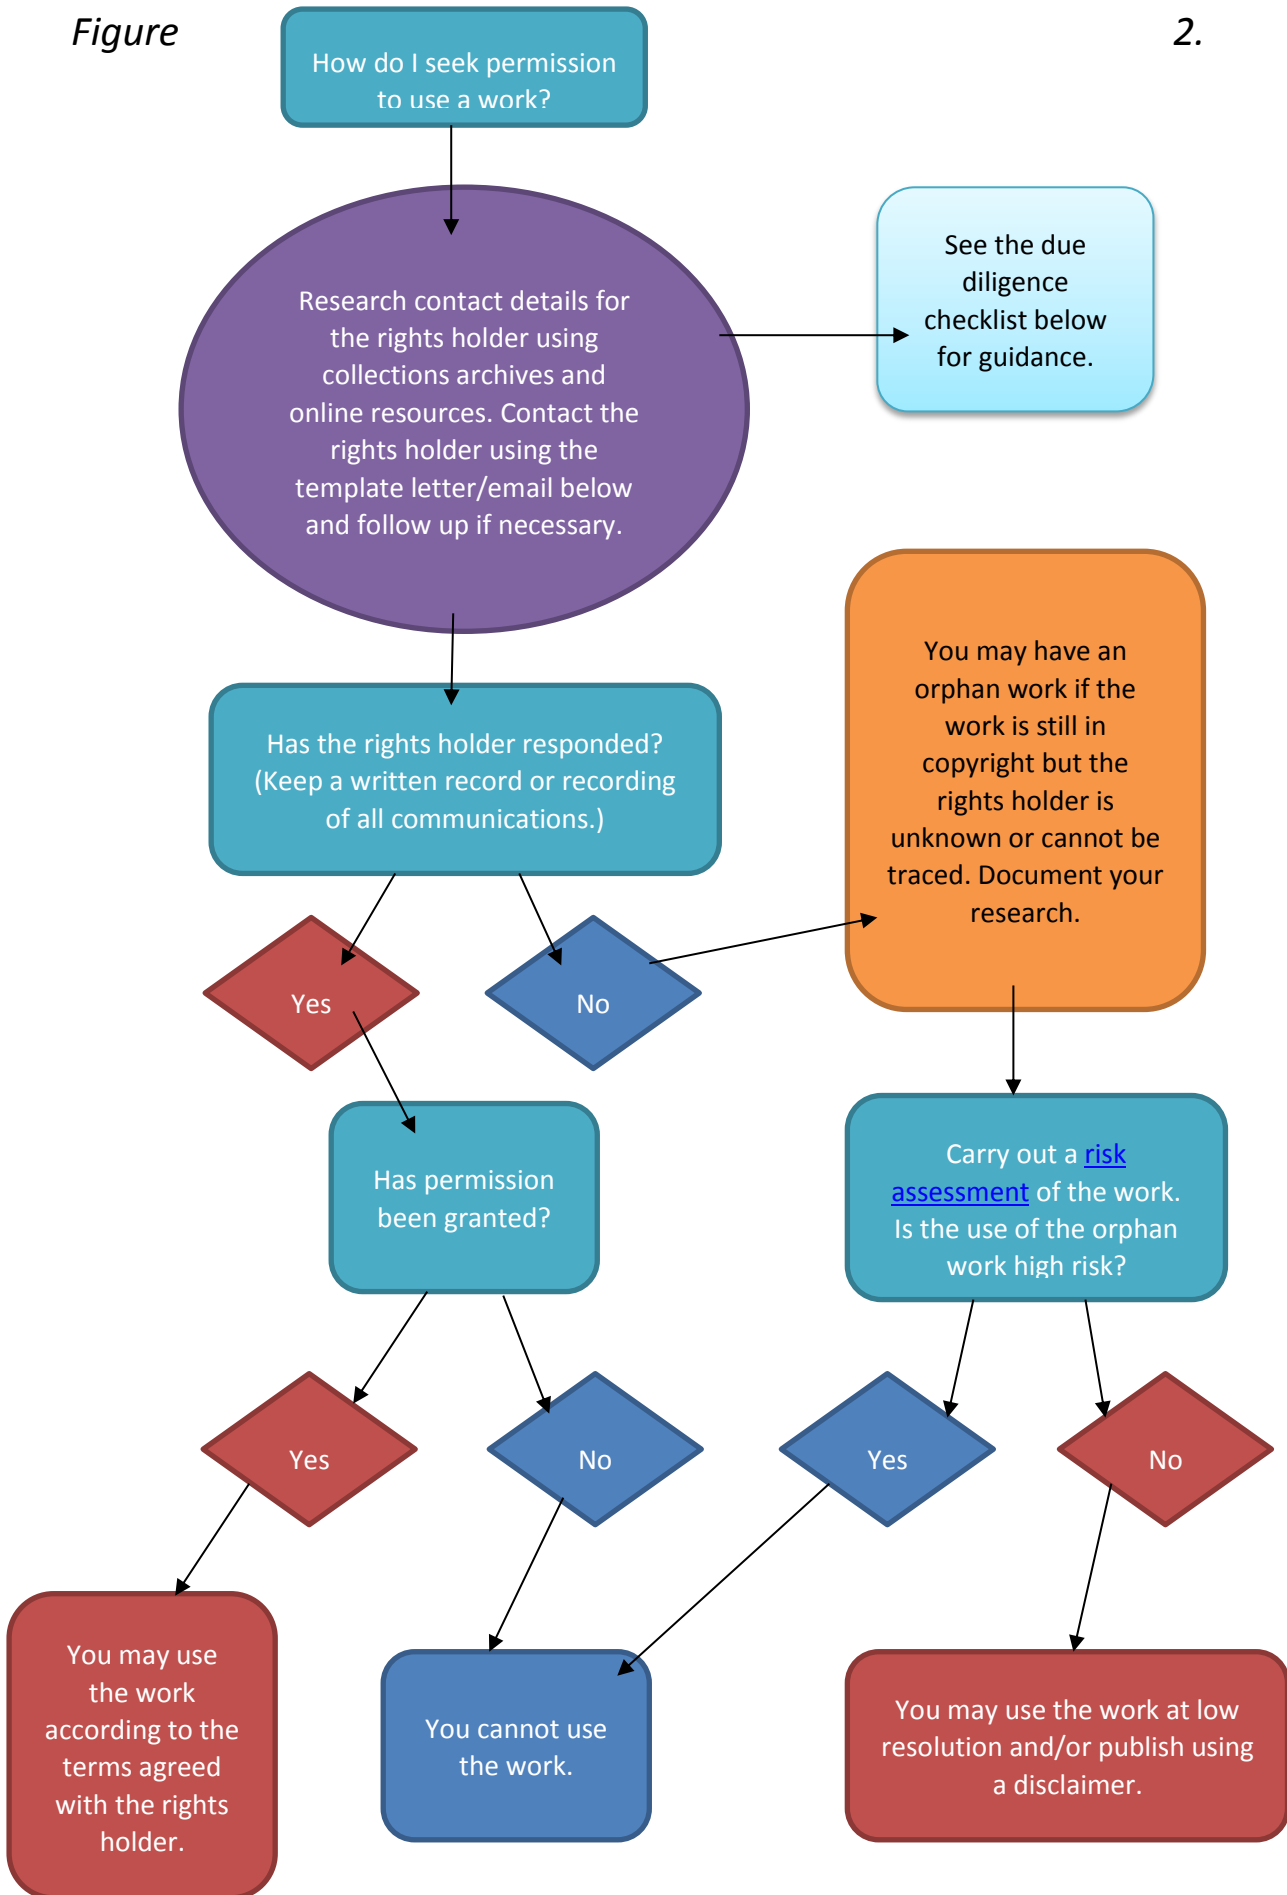 Figure 2.
How do I seek permission
to use a work?
Research contact details for
the rights holder using
collections archives and
online resources. Contact the
rights holder using the
template letter/email below
and follow up if necessary.
See the due
diligence
checklist below
for guidance.
Has the rights holder responded?
(Keep a written record or recording
of all communications.)
You may have an
orphan work if the
work is still in
copyright but the
rights holder is
unknown or cannot be
traced. Document your
research.
Yes
No
Has permission
been granted?
Carry out a risk
assessment of the work.
Is the use of the orphan
work high risk?
Yes
No
Yes
No
You may use
the work
according to the
terms agreed
with the rights
holder.
You cannot use
the work.
You may use the work at low
resolution and/or publish using
a disclaimer.